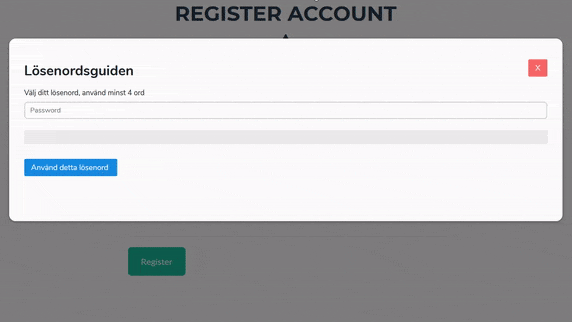 REGISTER ACCOUNT
Lösenordsguiden
X
Välj ditt lösenord, använd minst 4 ord
Password
Använd detta lösenord
Register